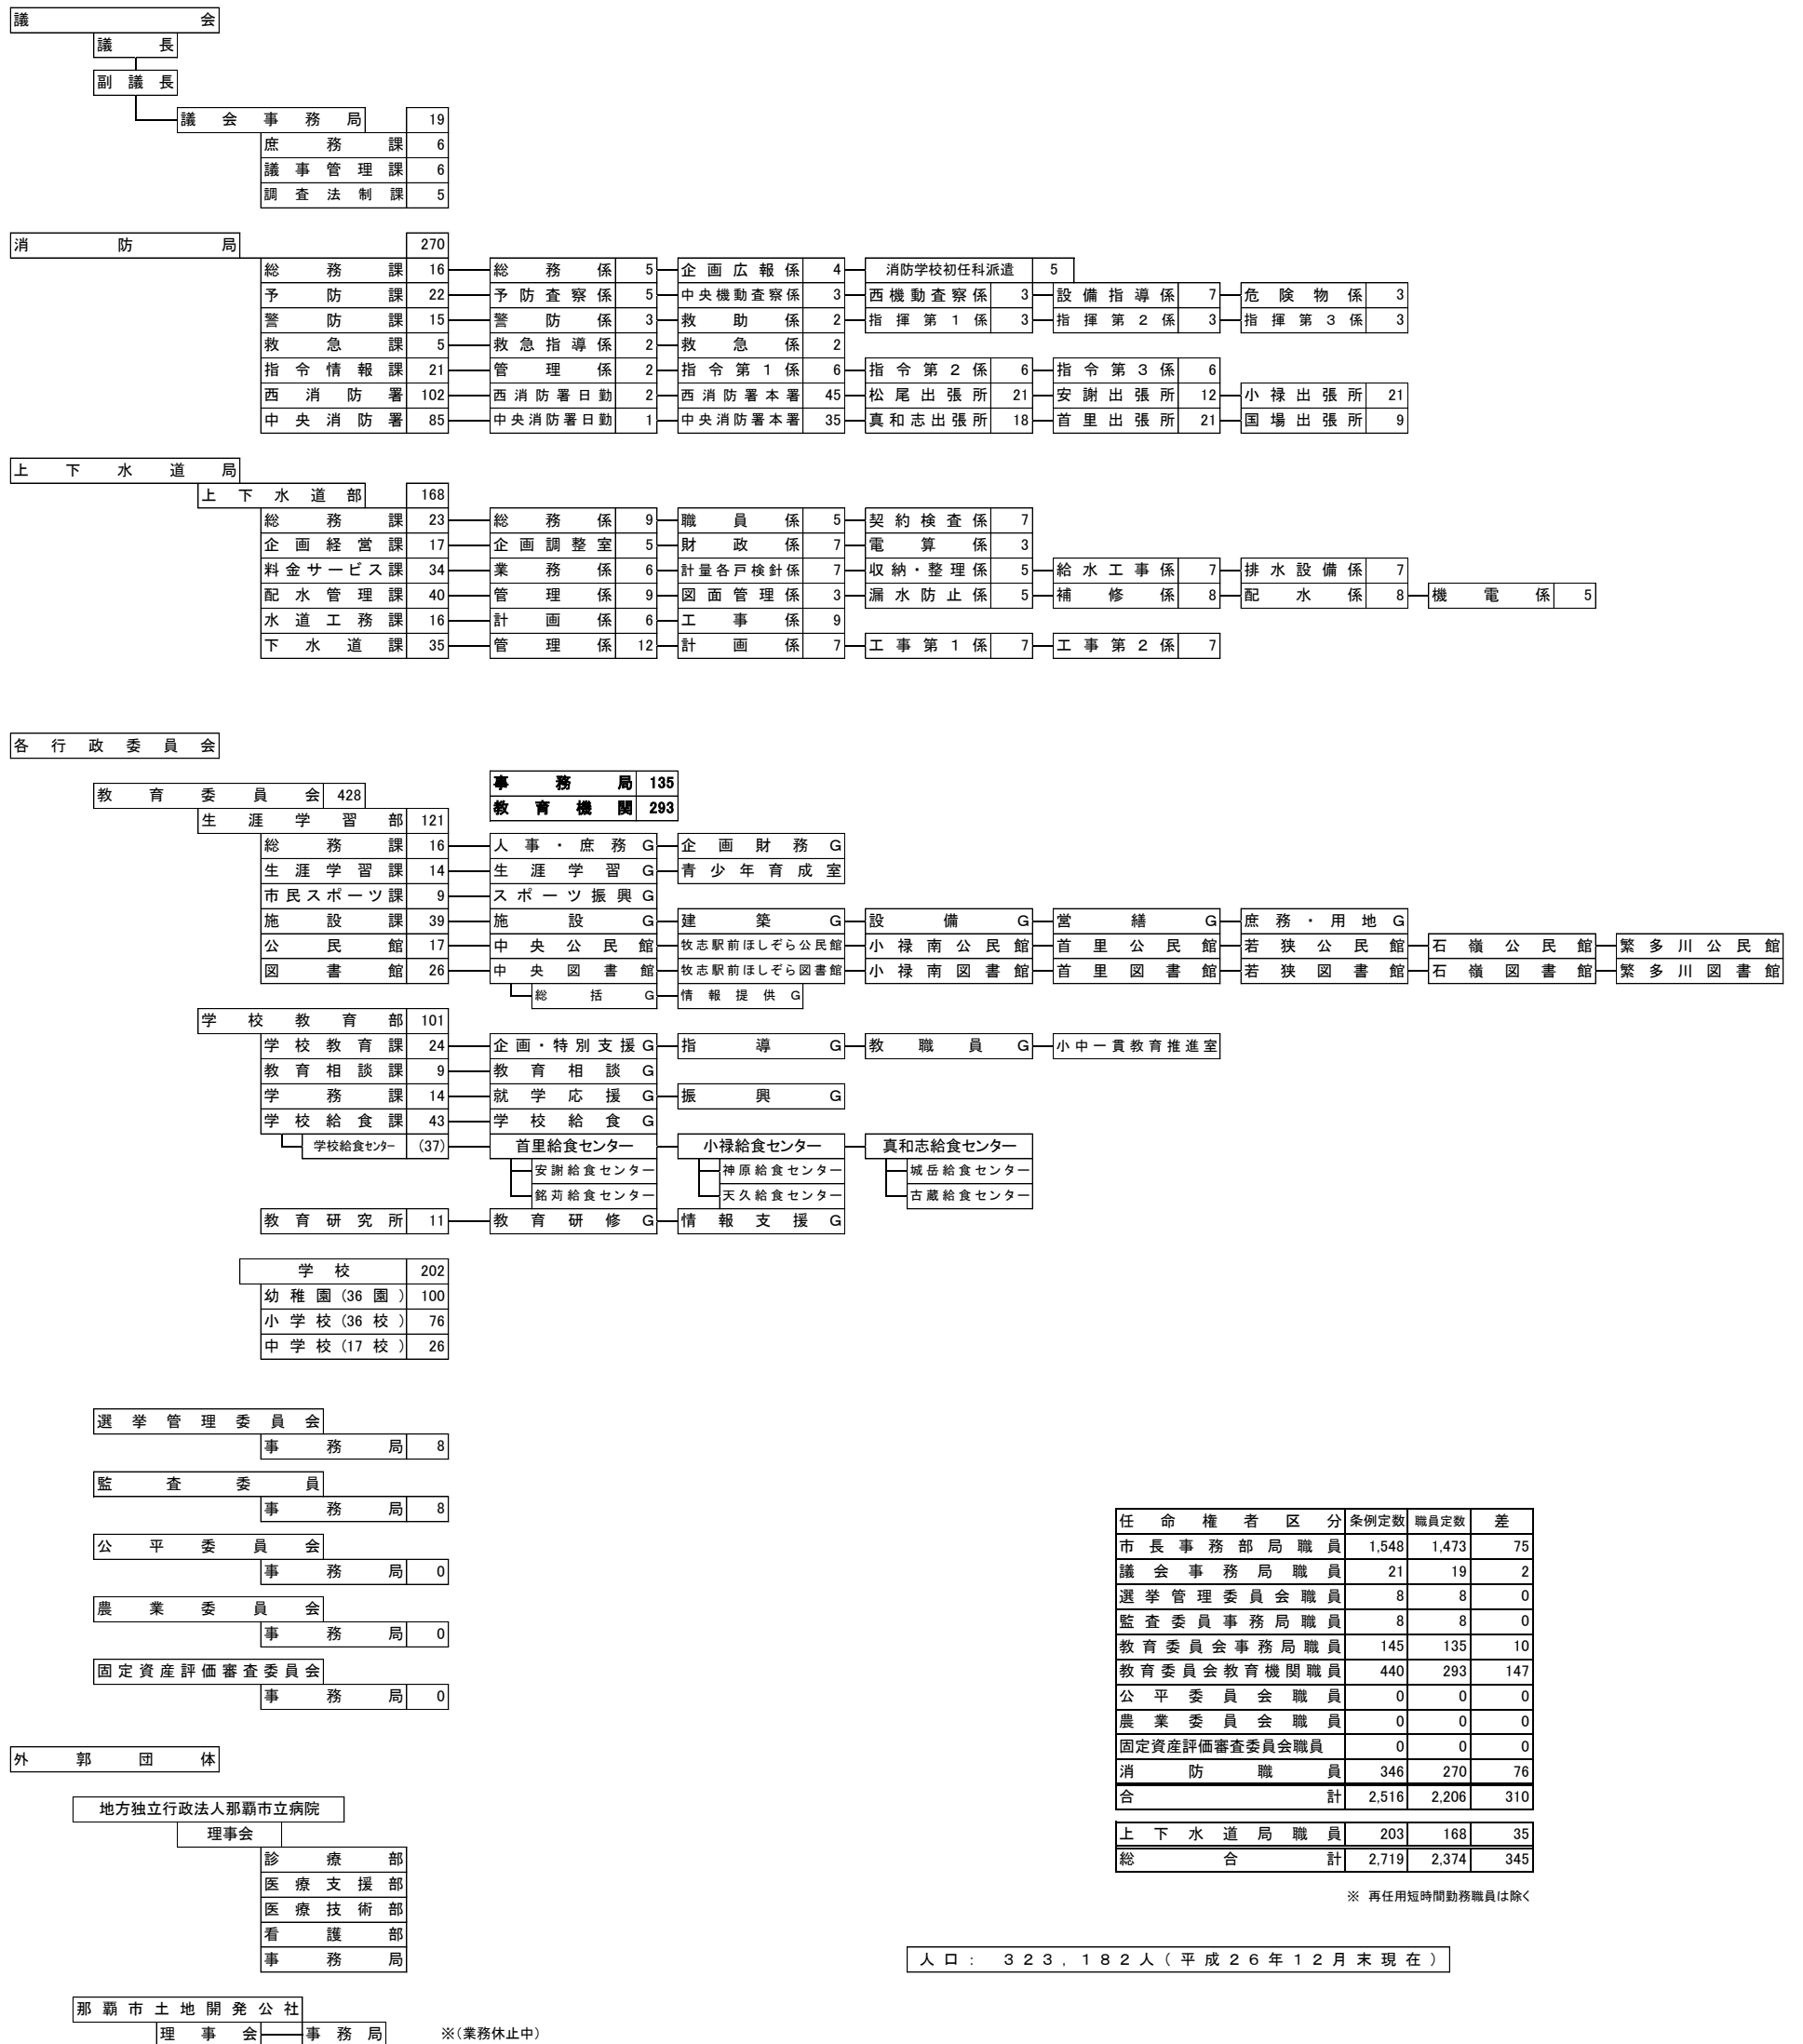 議会
議長
副議長
議会事務局 19
庶務課 6
議事管理課 6
調査法制課 5
消防局 270
総務課 16 総務係 5 企画広報係 4 消防学校初任科派遣 5
予防課 22 予防査察係 5 中央機動査察係 3 西機動査察係 3 設備指導係 7 危険物係 3
警防課 15 警防係 3 救助係 2 指揮第1係 3 指揮第2係 3 指揮第3係 3
救急課 5 救急指導係 2 救急係 2
指令情報課 21 管理係 2 指令第1係 6 指令第2係 6 指令第3係 6
西消防署 102 西消防署日勤 2 西消防署本署 45 松尾出張所 21 安謝出張所 12 小禄出張所 21
中央消防署 85 中央消防署日勤 1 中央消防署本署 35 真和志出張所 18 首里出張所 21 国場出張所 9
上下水道局
上下水道部 168
総務課 23 総務係 9 職員係 5 契約検査係 7
企画経営課 17 企画調整室 5 財政係 7 電算係 3
料金サービス課 34 業務係 6 計量各戸検針係 7 収納・整理係 5 給水工事係 7 排水設備係 7
配水管理課 40 管理係 9 図面管理係 3 漏水防止係 5 補修係 8 配水係 8 機電係 5
水道工務課 16 計画係 6 工事係 9
下水道課 35 管理係 12 計画係 7 工事第1係 7 工事第2係 7
各行政委員会
事務局 135
教育委員会 428
教育機関 293
生涯学習部 121
総務課 16 人事・庶務G 企画財務G
生涯学習課 14 生涯学習G 青少年育成室
市民スポーツ課 9 スポーツ振興G
施設課 39 施設G 建築G 設備G 営繕G 庶務・用地G
公民館 17 中央公民館 牧志駅前ほしぞら公民館 小禄南公民館 首里公民館 若狭公民館 石嶺公民館 繁多川公民館
図書館 26 中央図書館 牧志駅前ほしぞら図書館 小禄南図書館 首里図書館 若狭図書館 石嶺図書館 繁多川図書館
総括G 情報提供G
学校教育部 101
学校教育課 24 企画・特別支援G 指導G 教職員G 小中一貫教育推進室
教育相談課 9 教育相談G
学務課 14 就学応援G 振興G
学校給食課 43 学校給食G
学校給食センター (37) 首里給食センター 小禄給食センター 真和志給食センター
安謝給食センター 神原給食センター 城岳給食センター
銘苅給食センター 天久給食センター 古蔵給食センター
教育研究所 11 教育研修G 情報支援G
学校 202
幼稚園(36園) 100
小学校(36校) 76
中学校(17校) 26
選挙管理委員会
事務局 8
監査委員
事務局 8
公平委員会
事務局 0
農業委員会
事務局 0
固定資産評価審査委員会
事務局 0
任命権者区分 条例定数 職員定数 差
市長事務部局職員 1,548 1,473 75
議会事務局職員 21 19 2
選挙管理委員会職員 8 8 0
監査委員事務局職員 8 8 0
教育委員会事務局職員 145 135 10
教育委員会教育機関職員 440 293 147
公平委員会職員 0 0 0
農業委員会職員 0 0 0
固定資産評価審査委員会職員 0 0 0
消防職員 346 270 76
合計 2,516 2,206 310
上下水道局職員 203 168 35
総合計 2,719 2,374 345
※ 再任用短時間勤務職員は除く
外郭団体
地方独立行政法人那覇市立病院
理事会
診療部
医療支援部
医療技術部
看護部
事務局
人口： 323,182人(平成26年12月末現在)
那覇市土地開発公社
理事会 事務局 ※(業務休止中)